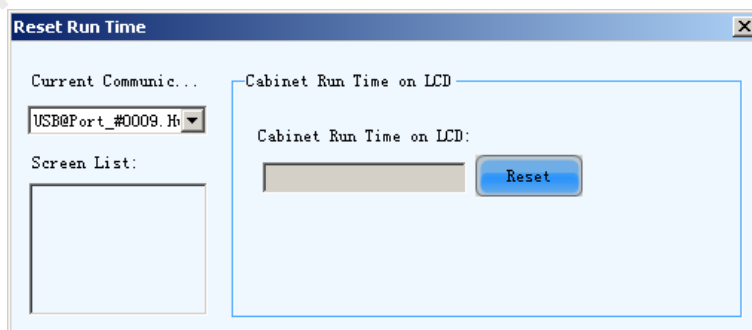 Reset Run Time
Current Communic...
USB@Port_#0009.H
Screen List:
Cabinet Run Time on LCD
Cabinet Run Time on LCD:
Reset